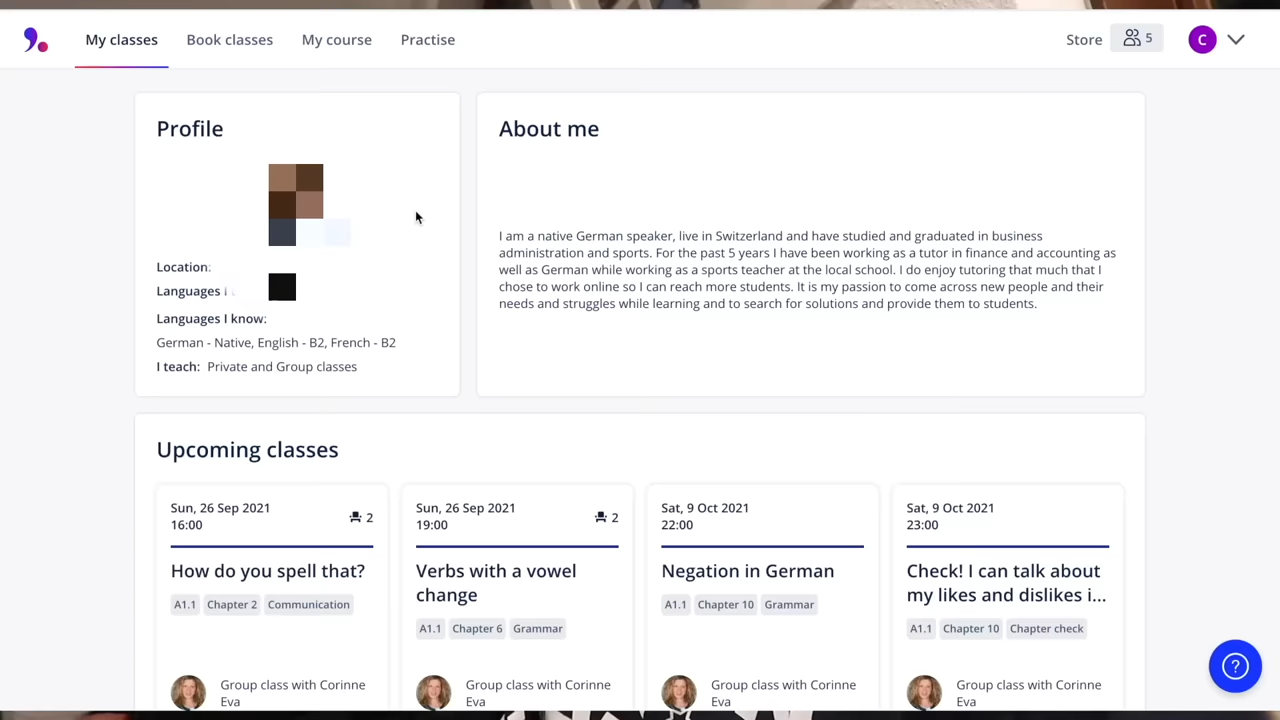 My classes
Book classes
My course
Practise
Store
5
C
Profile
Location:
Languages I
Languages I know:
German - Native, English - B2, French - B2
I teach: Private and Group classes
About me
I am a native German speaker, live in Switzerland and have studied and graduated in business
administration and sports. For the past 5 years I have been working as a tutor in finance and accounting as
well as German while working as a sports teacher at the local school. I do enjoy tutoring that much that I
chose to work online so I can reach more students. It is my passion to come across new people and their
needs and struggles while learning and to search for solutions and provide them to students.
Upcoming classes
Sun, 26 Sep 2021
16:00
2
How do you spell that?
A1.1 Chapter 2 Communication
Group class with Corinne
Eva
Sun, 26 Sep 2021
19:00
2
Verbs with a vowel
change
A1.1 Chapter 6 Grammar
Group class with Corinne
Eva
Sat, 9 Oct 2021
22:00
Negation in German
A1.1 Chapter 10 Grammar
Group class with Corinne
Eva
Sat, 9 Oct 2021
23:00
Check! I can talk about
my likes and dislikes i...
A1.1 Chapter 10 Chapter check
Group class with Corinne
Eva
?